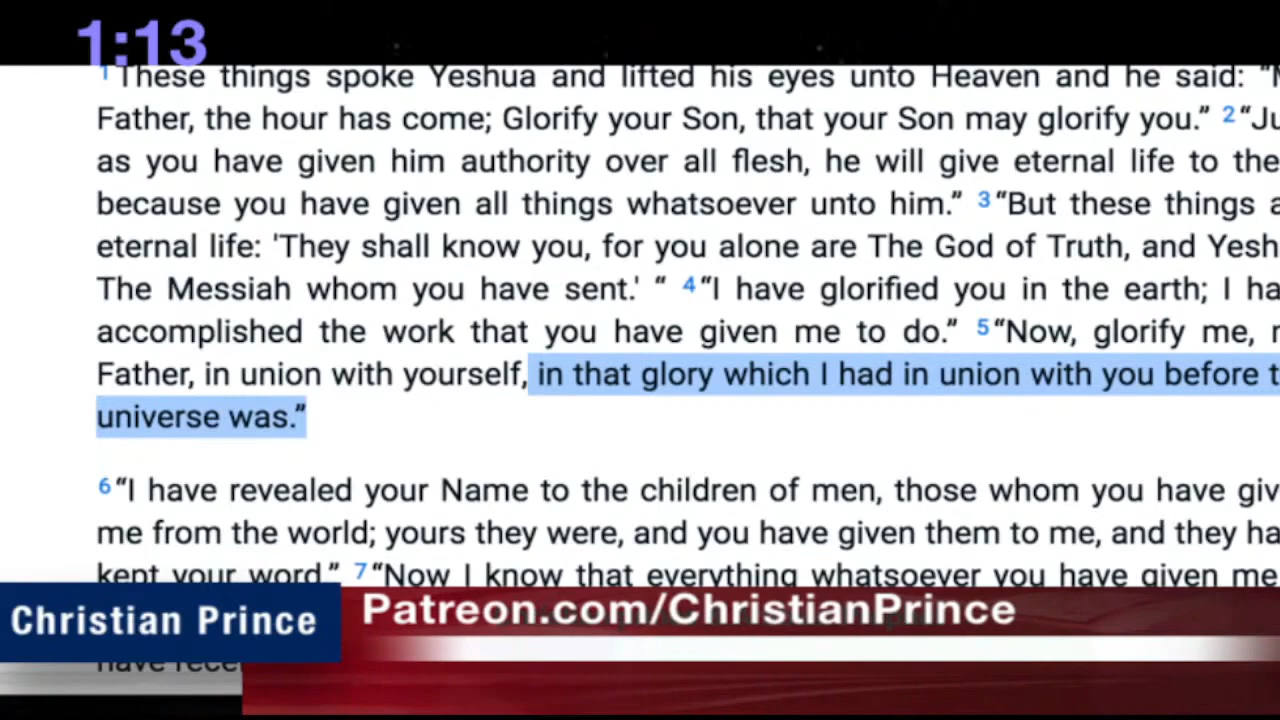 1:13
1 These things spoke Yeshua and lifted his eyes unto Heaven and he said: “
Father, the hour has come; Glorify your Son, that your Son may glorify you.” 2 “
as you have given him authority over all flesh, he will give eternal life to
because you have given all things whatsoever unto him.” 3 “But these things
eternal life: 'They shall know you, for you alone are The God of Truth, and
The Messiah whom you have sent.' “ 4 “I have glorified you in the earth; I
accomplished the work that you have given me to do.” 5 “Now, glorify me,
Father, in union with yourself, in that glory which I had in union with you before
universe was.”
6 “I have revealed your Name to the children of men, those whom you have
me from the world; yours they were, and you have given them to me, and they
kept your word.” 7 “Now I know that everything whatsoever you have given me
Christian Prince
Patreon.com/ChristianPrince
have